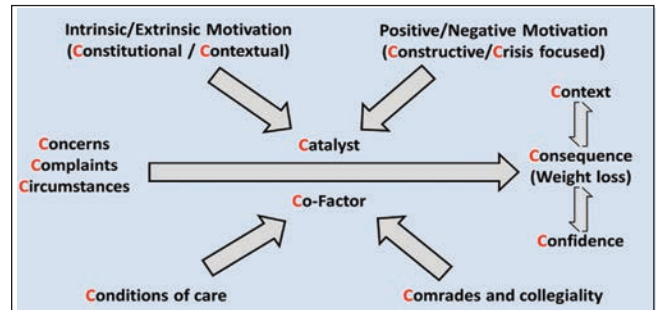 Intrinsic/Extrinsic Motivation
(Constitutional / Contextual)
Positive/Negative Motivation
(Constructive/Crisis focused)
Context
Concerns
Complaints
Circumstances
Catalyst
Co-Factor
Consequence
(Weight loss)
Confidence
Conditions of care
Comrades and collegiality